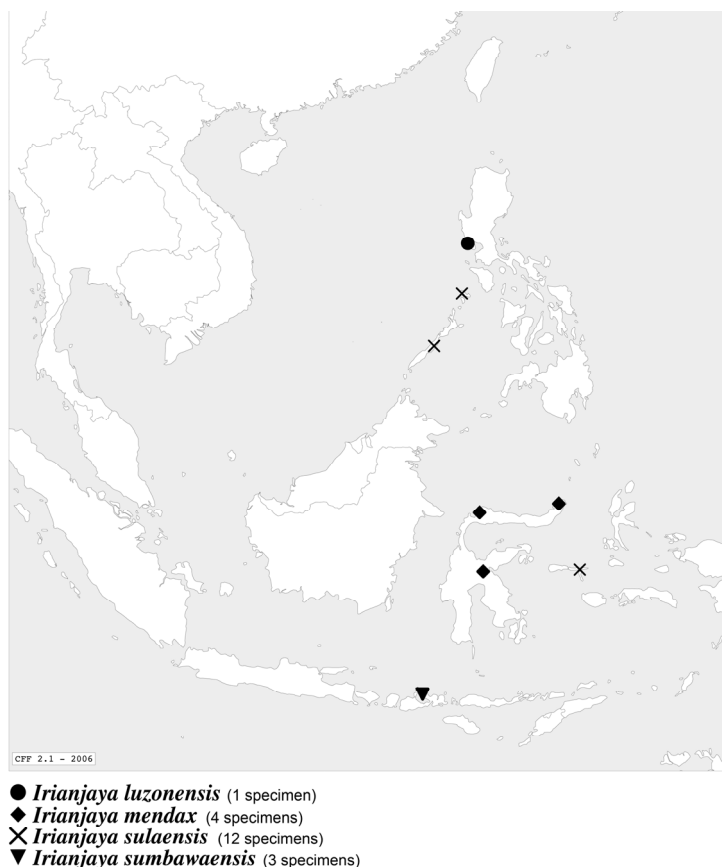 CFF 2.1 - 2006
Irianjaya luzonensis (1 specimen)
Irianjaya mendax (4 specimens)
Irianjaya sulaensis (12 specimens)
Irianjaya sumbawaensis (3 specimens)